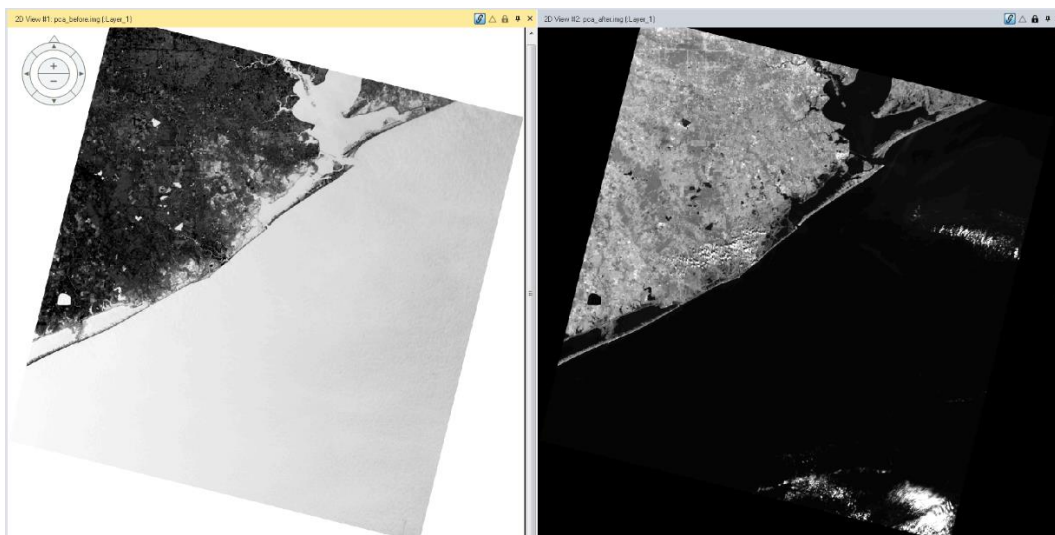 2D View #1: pca_before.img (:Layer_1)
2D View #2: pca_after.img (:Layer_1)